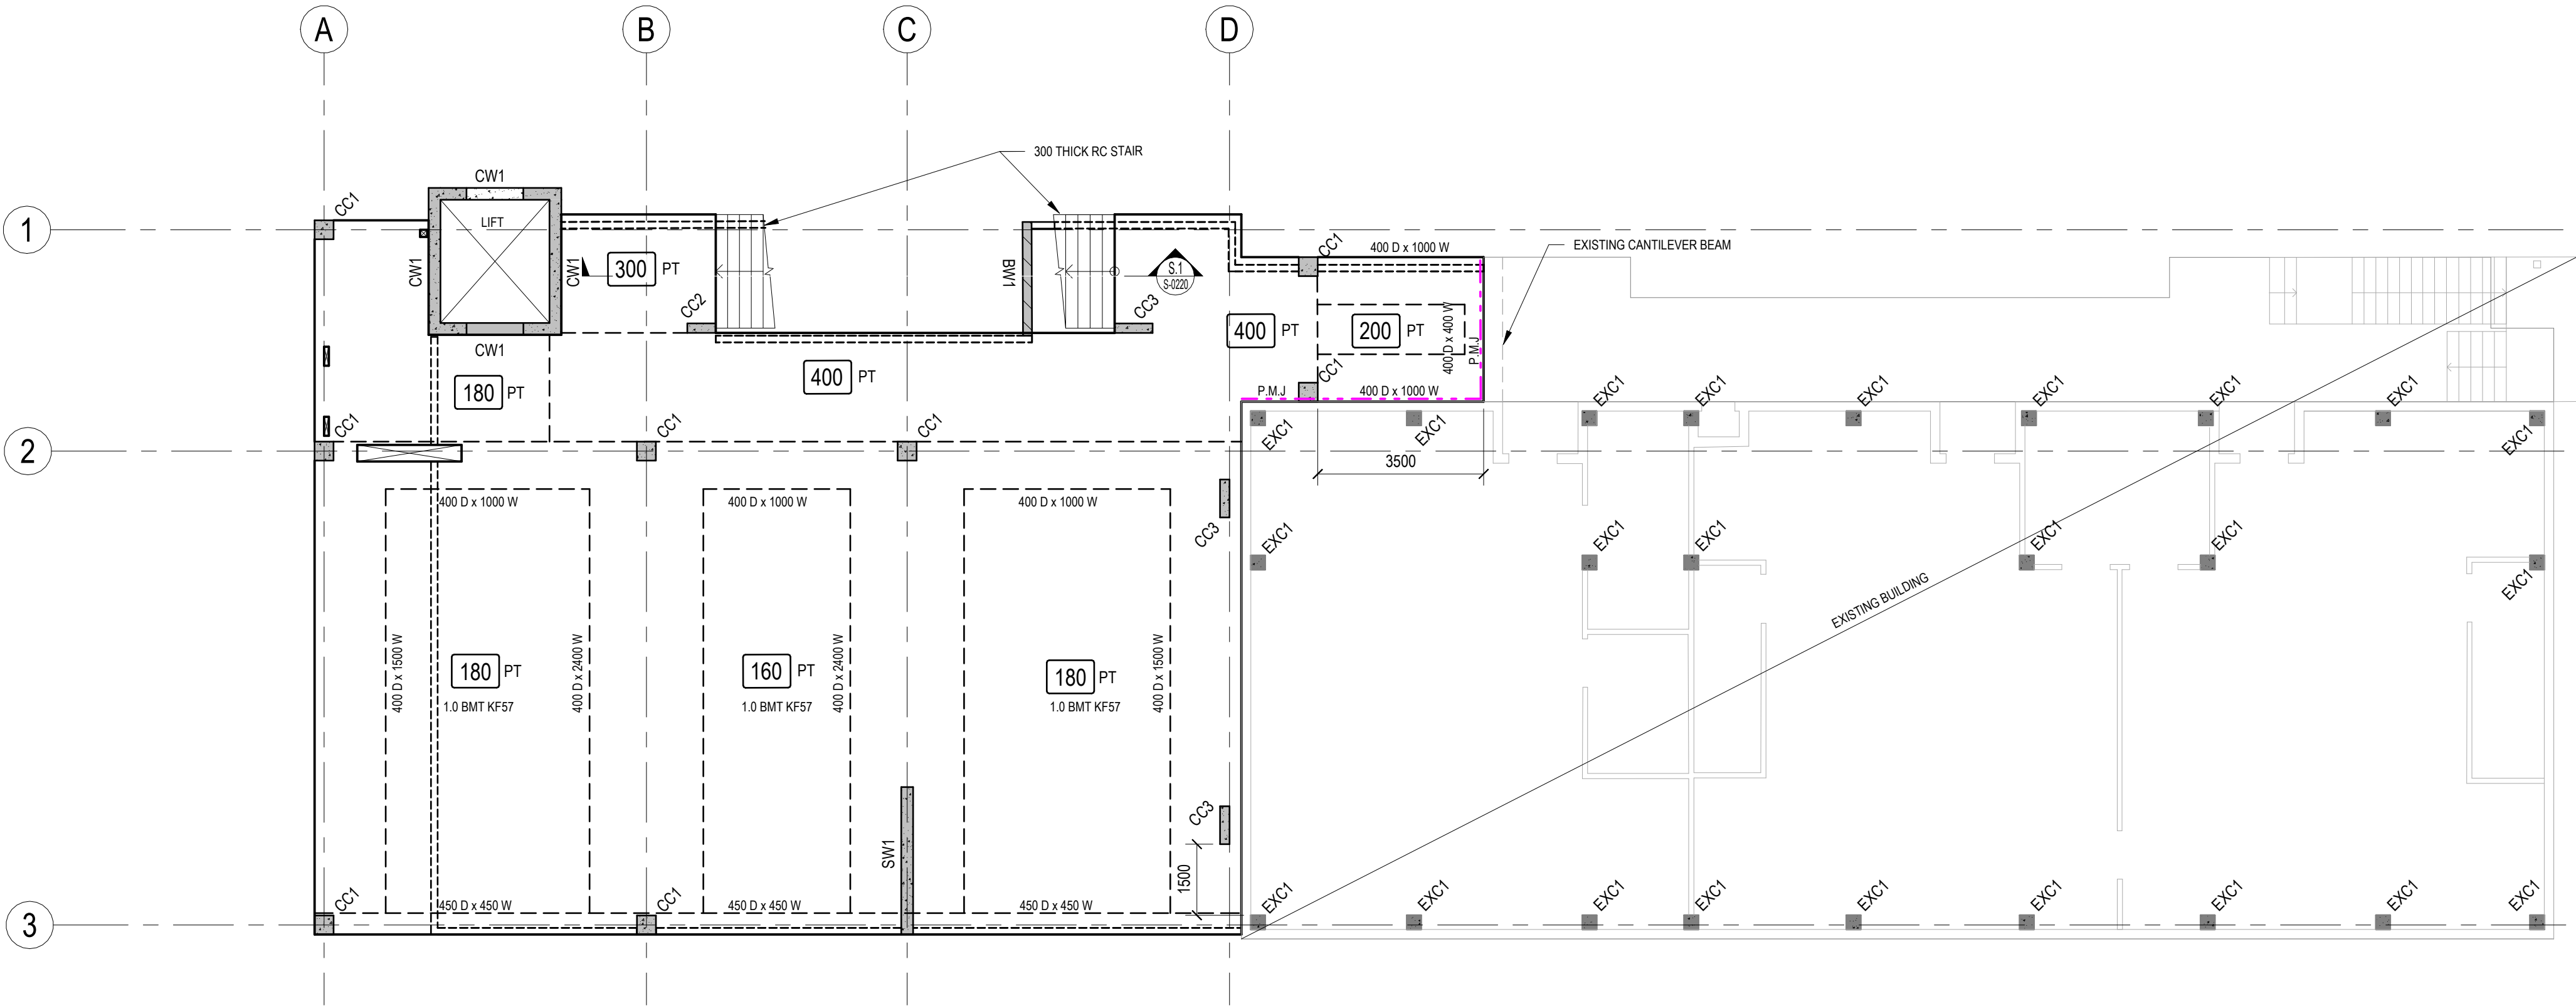 A
B
C
D
300 THICK RC STAIR
CW1
CC1
LIFT
1
EXISTING CANTILEVER BEAM
CC1
400 D x 1000 W
CW1
CW1
300 PT
BW1
S.1
S-0220
CC2
CC3
400 PT
200 PT
400 D x 400 W
P.M.J
CW1
180 PT
400 PT
CC1
P.M.J
400 D x 1000 W
EXC1
EXC1
EXC1
EXC1
EXC1
EXC1
CC1
CC1
CC1
EXC1
EXC1
EXC1
2
3500
400 D x 1000 W
400 D x 1000 W
400 D x 1000 W
CC3
EXC1
EXC1
EXC1
EXC1
EXC1
EXC1
EXISTING BUILDING
400 D x 1500 W
180 PT
1.0 BMT KF57
400 D x 2400 W
160 PT
1.0 BMT KF57
400 D x 2400 W
180 PT
1.0 BMT KF57
400 D x 1500 W
CC3
SW1
1500
CC1
450 D x 450 W
CC1
450 D x 450 W
450 D x 450 W
EXC1
EXC1
EXC1
EXC1
EXC1
EXC1
EXC1
EXC1
EXC1
3